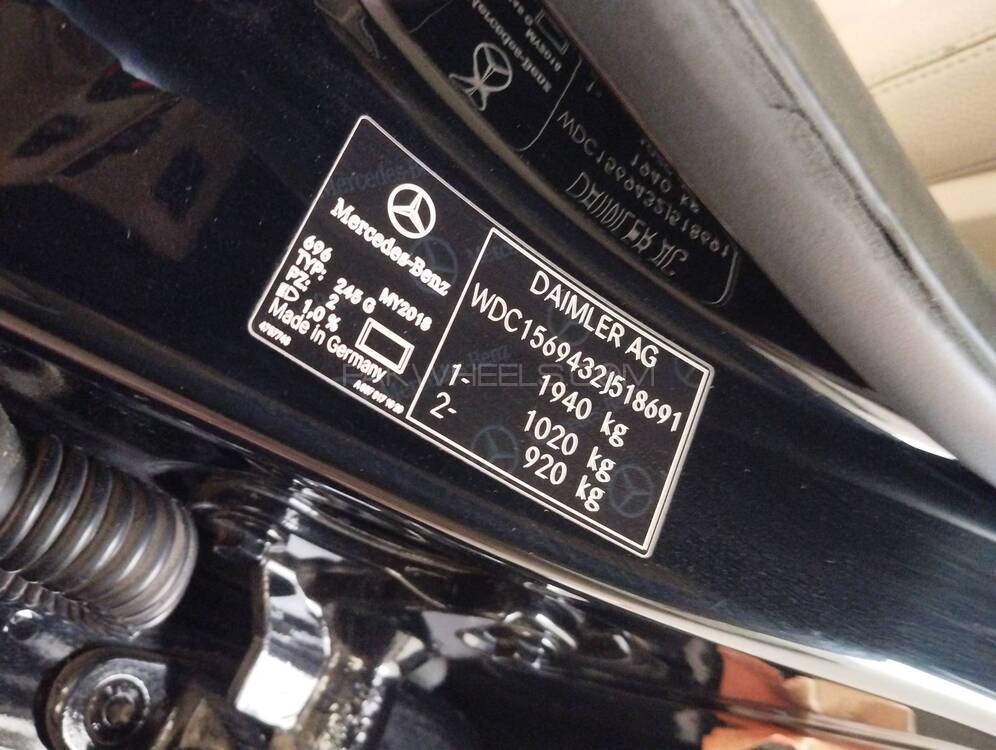 Mercedes-Benz
696 MY2018
TYP: 245 G
PZ: 2
1,0 %
Made in Germany
DAIMLER AG
WDC1569432J518691
1940 kg
1- 1020 kg
2- 920 kg
PAKWHEELS.COM